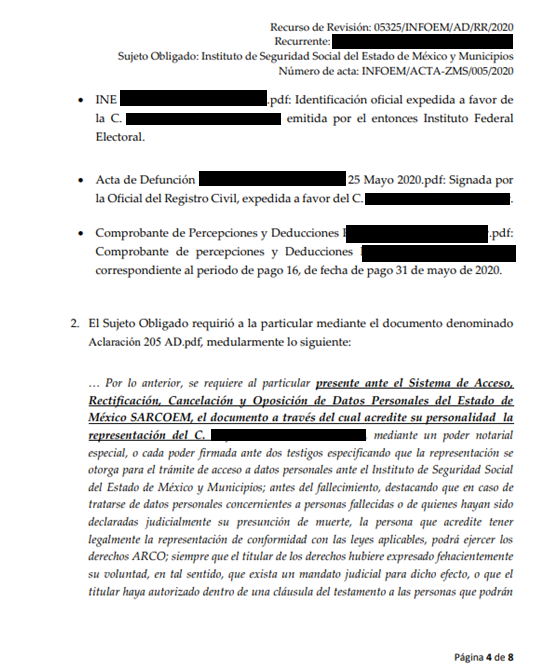 Recurso de Revisión: 05325/INFOEM/AD/RR/2020
Recurrente:
Sujeto Obligado: Instituto de Seguridad Social del Estado de México y Municipios
Número de acta: INFOEM/ACTA-ZMS/005/2020
• INE .pdf: Identificación oficial expedida a favor de
la C. emitida por el entonces Instituto Federal
Electoral.
• Acta de Defunción 25 Mayo 2020.pdf: Signada por
la Oficial del Registro Civil, expedida a favor del C. .
• Comprobante de Percepciones y Deducciones .pdf:
Comprobante de percepciones y Deducciones
correspondiente al periodo de pago 16, de fecha de pago 31 de mayo de 2020.
2. El Sujeto Obligado requirió a la particular mediante el documento denominado
Aclaración 205 AD.pdf, medularmente lo siguiente:
… Por lo anterior, se requiere al particular presente ante el Sistema de Acceso,
Rectificación, Cancelación y Oposición de Datos Personales del Estado de
México SARCOEM, el documento a través del cual acredite su personalidad la
representación del C. , mediante un poder notarial
especial, o cada poder firmada ante dos testigos especificando que la representación se
otorga para el trámite de acceso a datos personales ante el Instituto de Seguridad Social
del Estado de México y Municipios; antes del fallecimiento, destacando que en caso de
tratarse de datos personales concernientes a personas fallecidas o de quienes hayan sido
declaradas judicialmente su presunción de muerte, la persona que acredite tener
legalmente la representación de conformidad con las leyes aplicables, podrá ejercer los
derechos ARCO; siempre que el titular de los derechos hubiere expresado fehacientemente
su voluntad, en tal sentido, que exista un mandato judicial para dicho efecto, o que el
titular haya autorizado dentro de una cláusula del testamento a las personas que podrán
Página 4 de 8